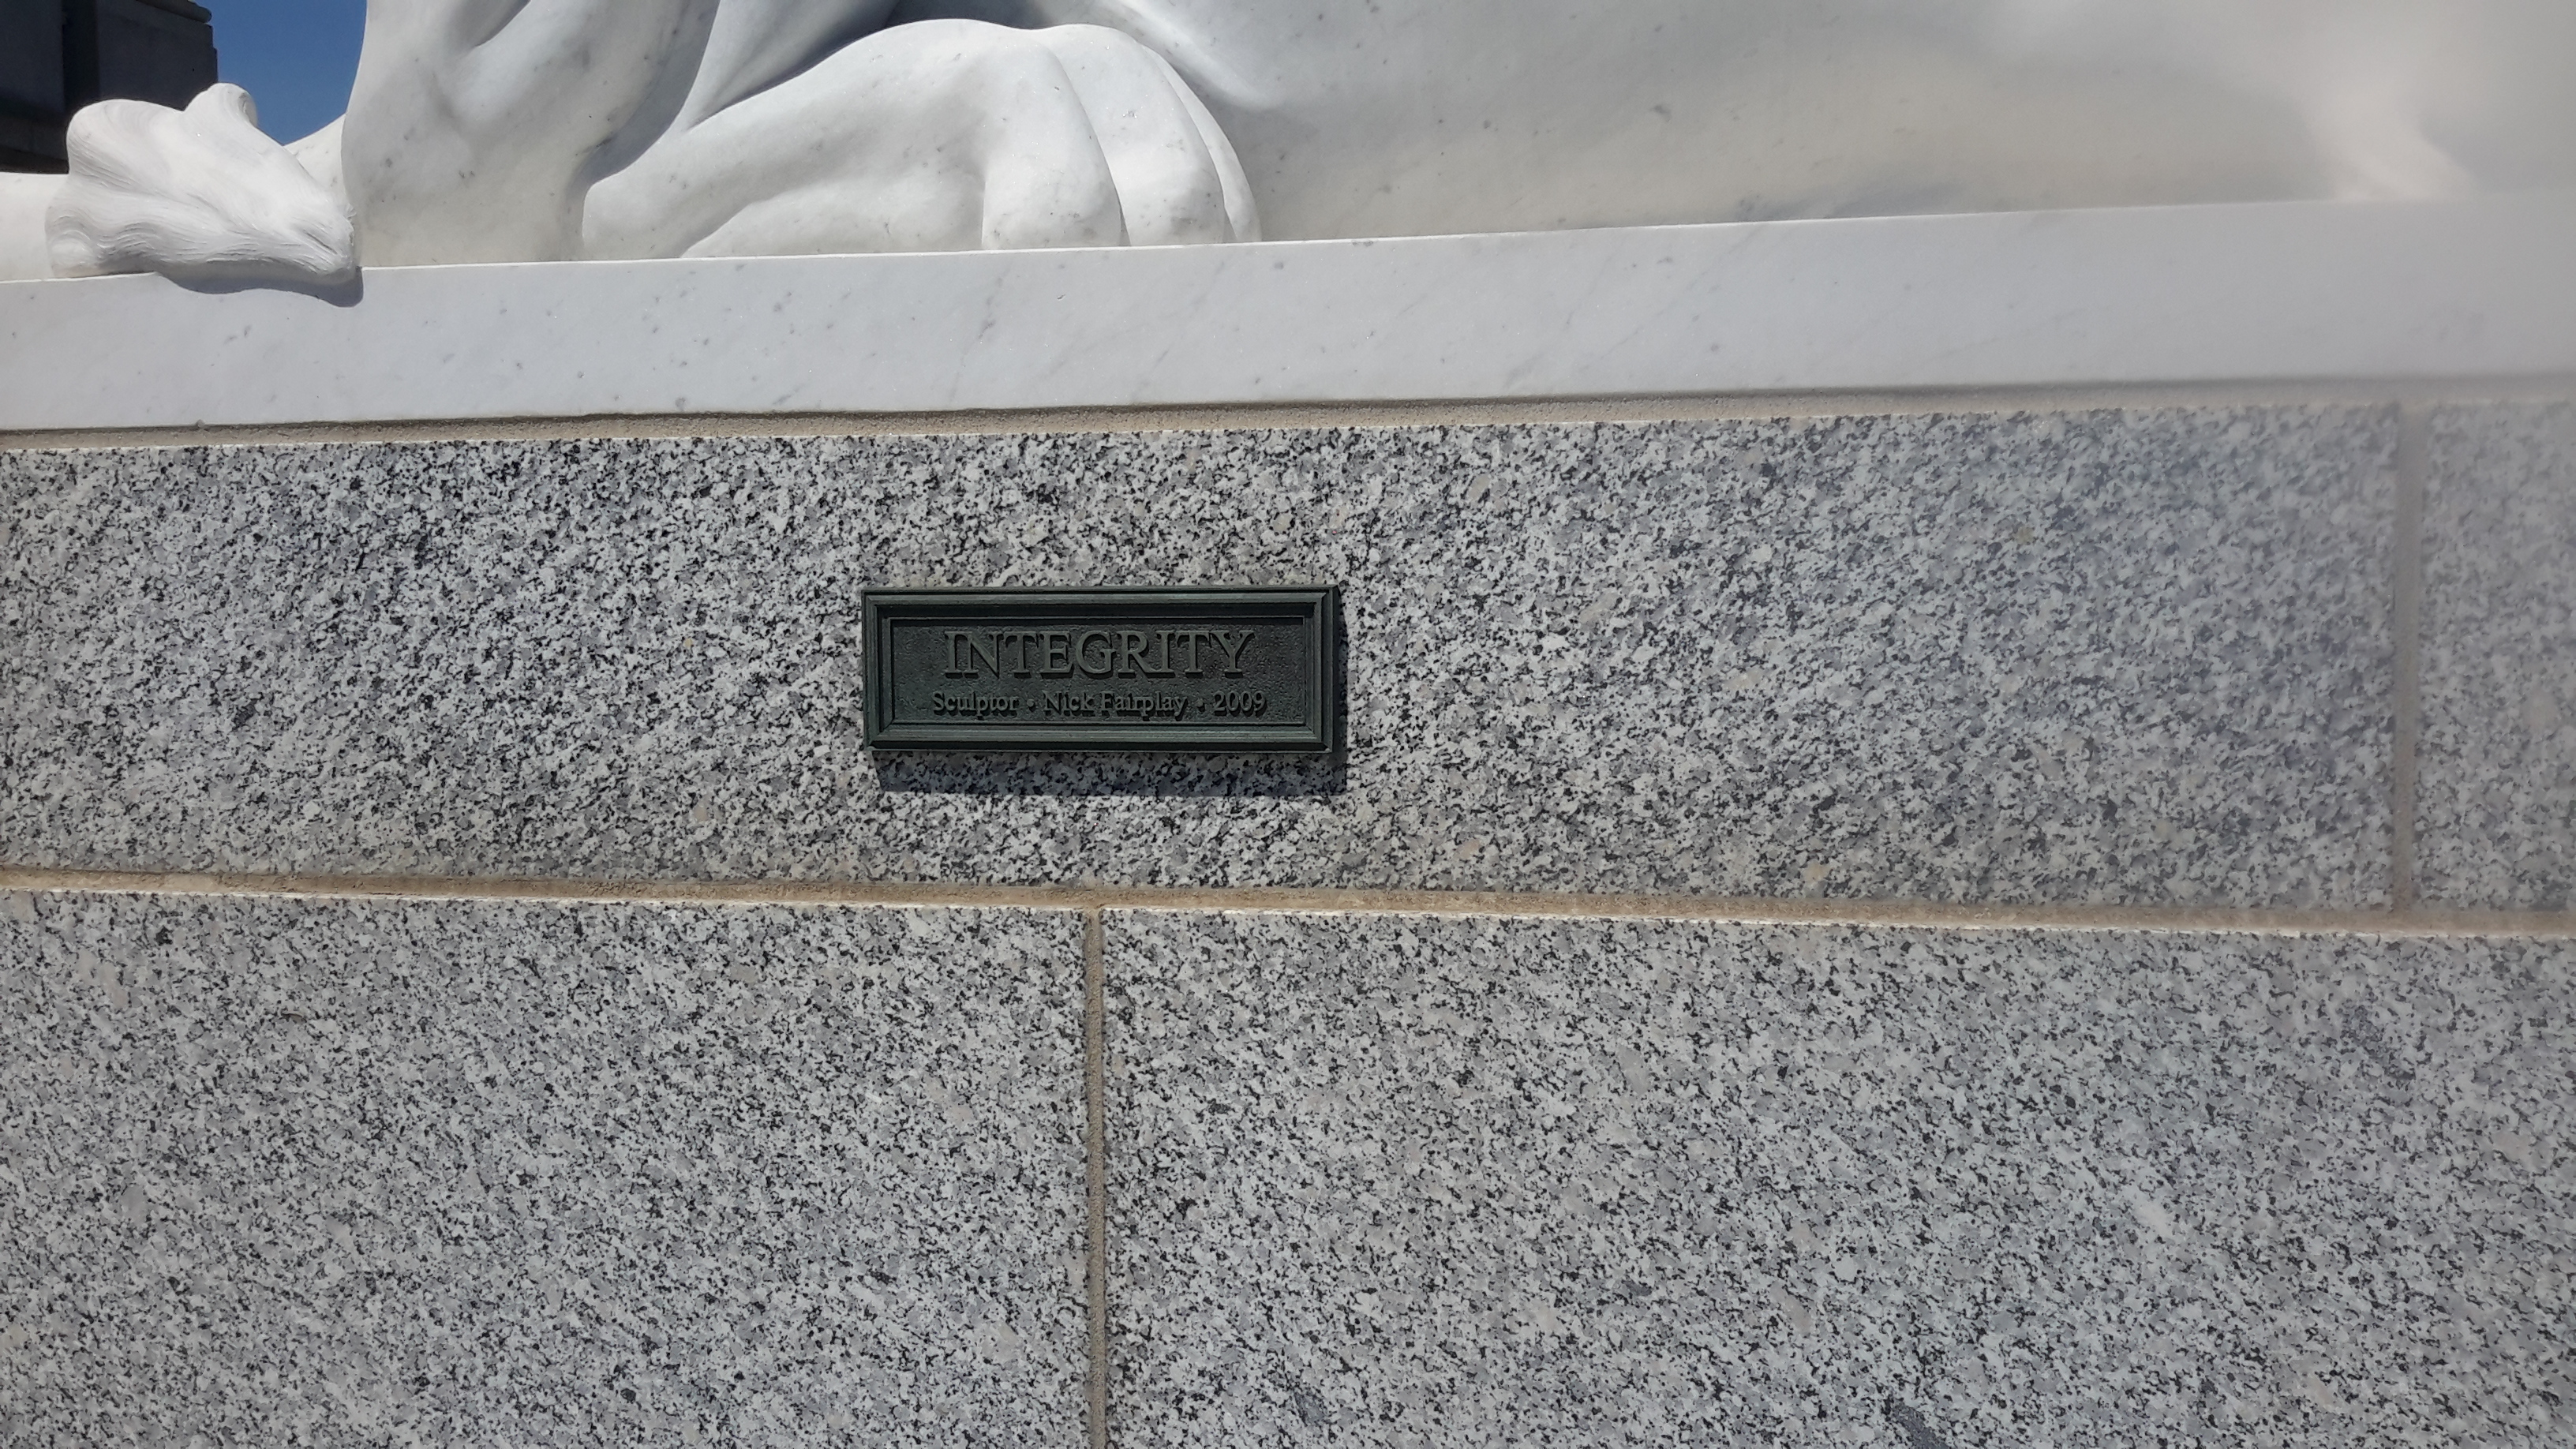 INTEGRITY
Sculptor · Nick Fairplay · 2009